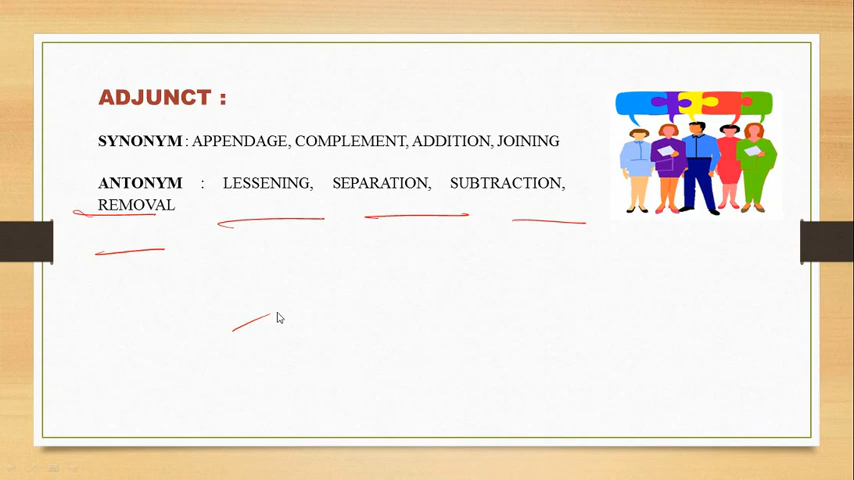 ADJUNCT :
SYNONYM : APPENDAGE, COMPLEMENT, ADDITION, JOINING
ANTONYM : LESSENING, SEPARATION, SUBTRACTION,
REMOVAL